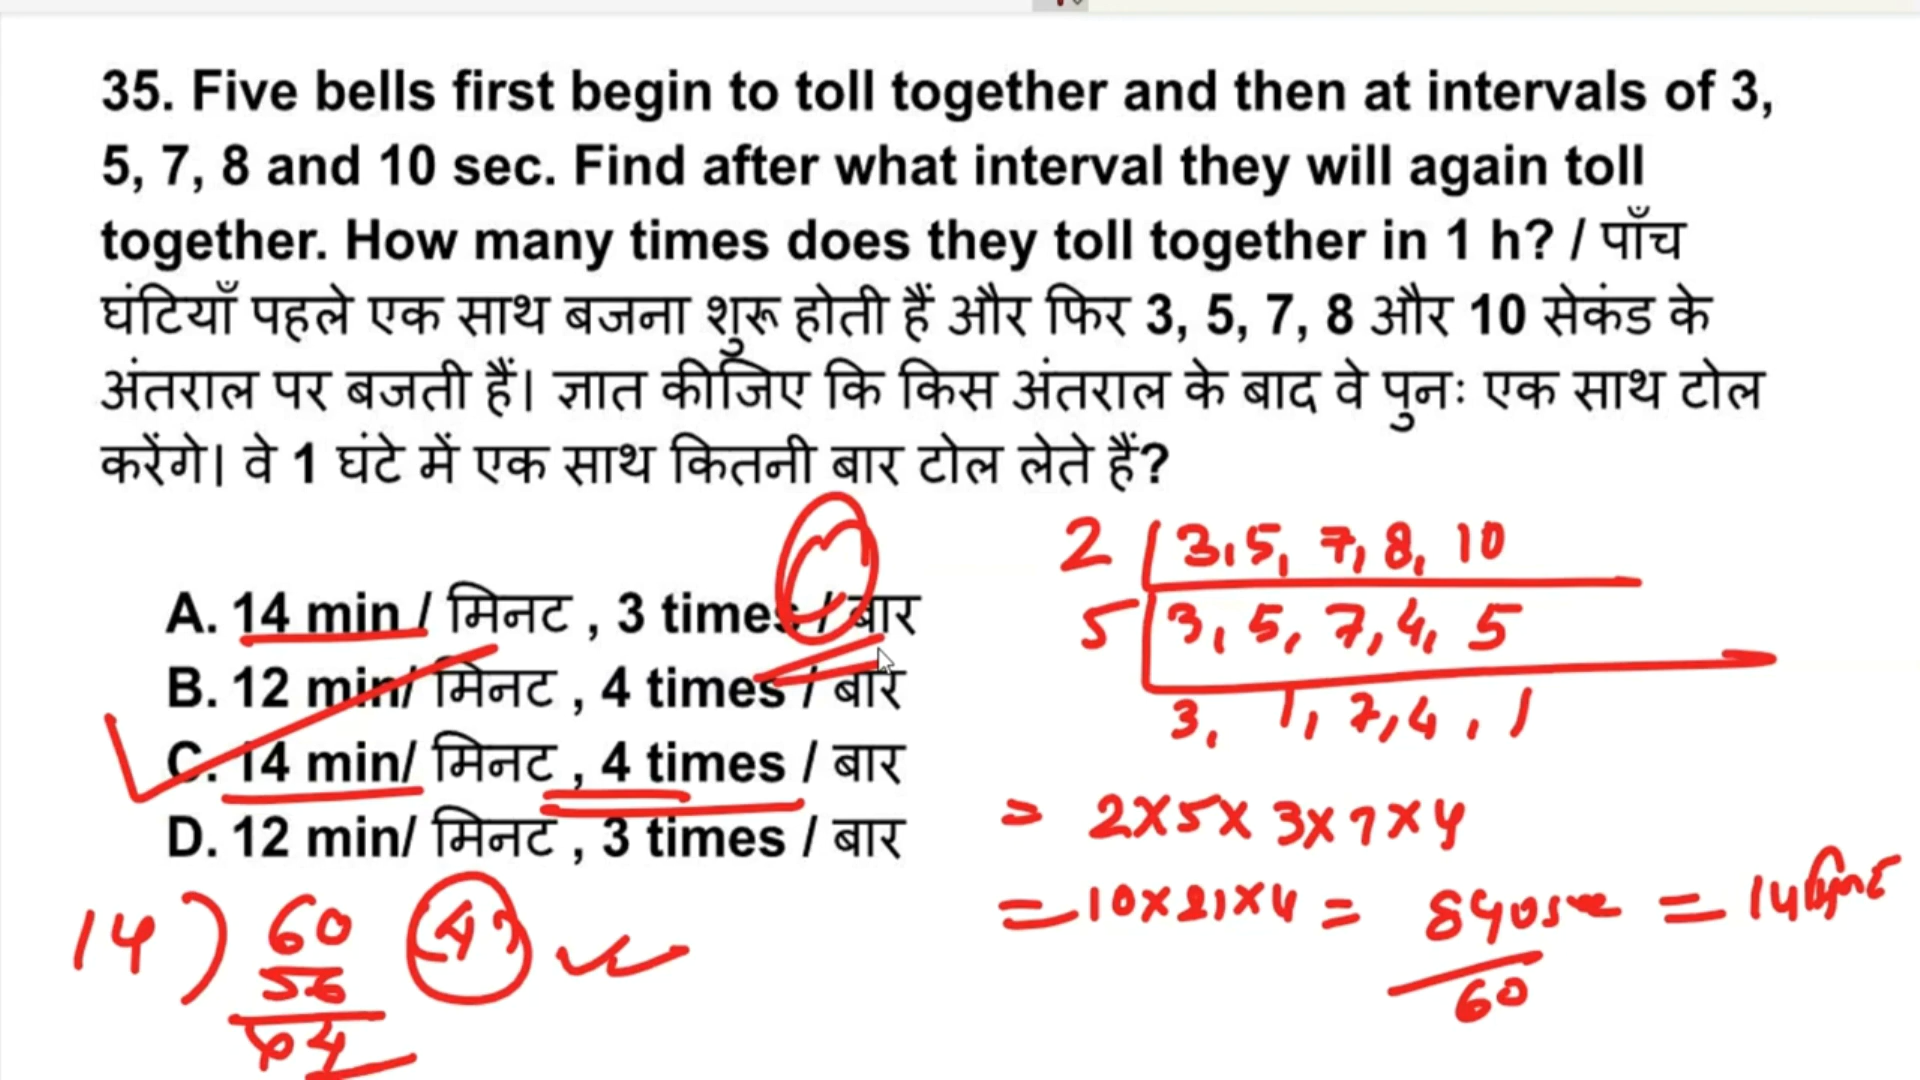 35. Five bells first begin to toll together and then at intervals of 3,
5, 7, 8 and 10 sec. Find after what interval they will again toll
together. How many times does they toll together in 1 h? / पाँच
घंटियाँ पहले एक साथ बजना शुरू होती हैं और फिर 3, 5, 7, 8 और 10 सेकंड के
अंतराल पर बजती हैं। ज्ञात कीजिए कि किस अंतराल के बाद वे पुनः एक साथ टोल
करेंगे। वे 1 घंटे में एक साथ कितनी बार टोल लेते हैं?
A. 14 min / मिनट , 3 times / बार
B. 12 min/ मिनट , 4 times / बार
C. 14 min/ मिनट , 4 times / बार
D. 12 min/ मिनट , 3 times / बार
2 3,5, 7, 8, 10
5 3, 5, 7, 4, 5
3, 1, 7, 4, 1
= 2×5× 3×7×4
= 10×21×4 = 840 = 14 मिनट
60
14) 60 (4
56